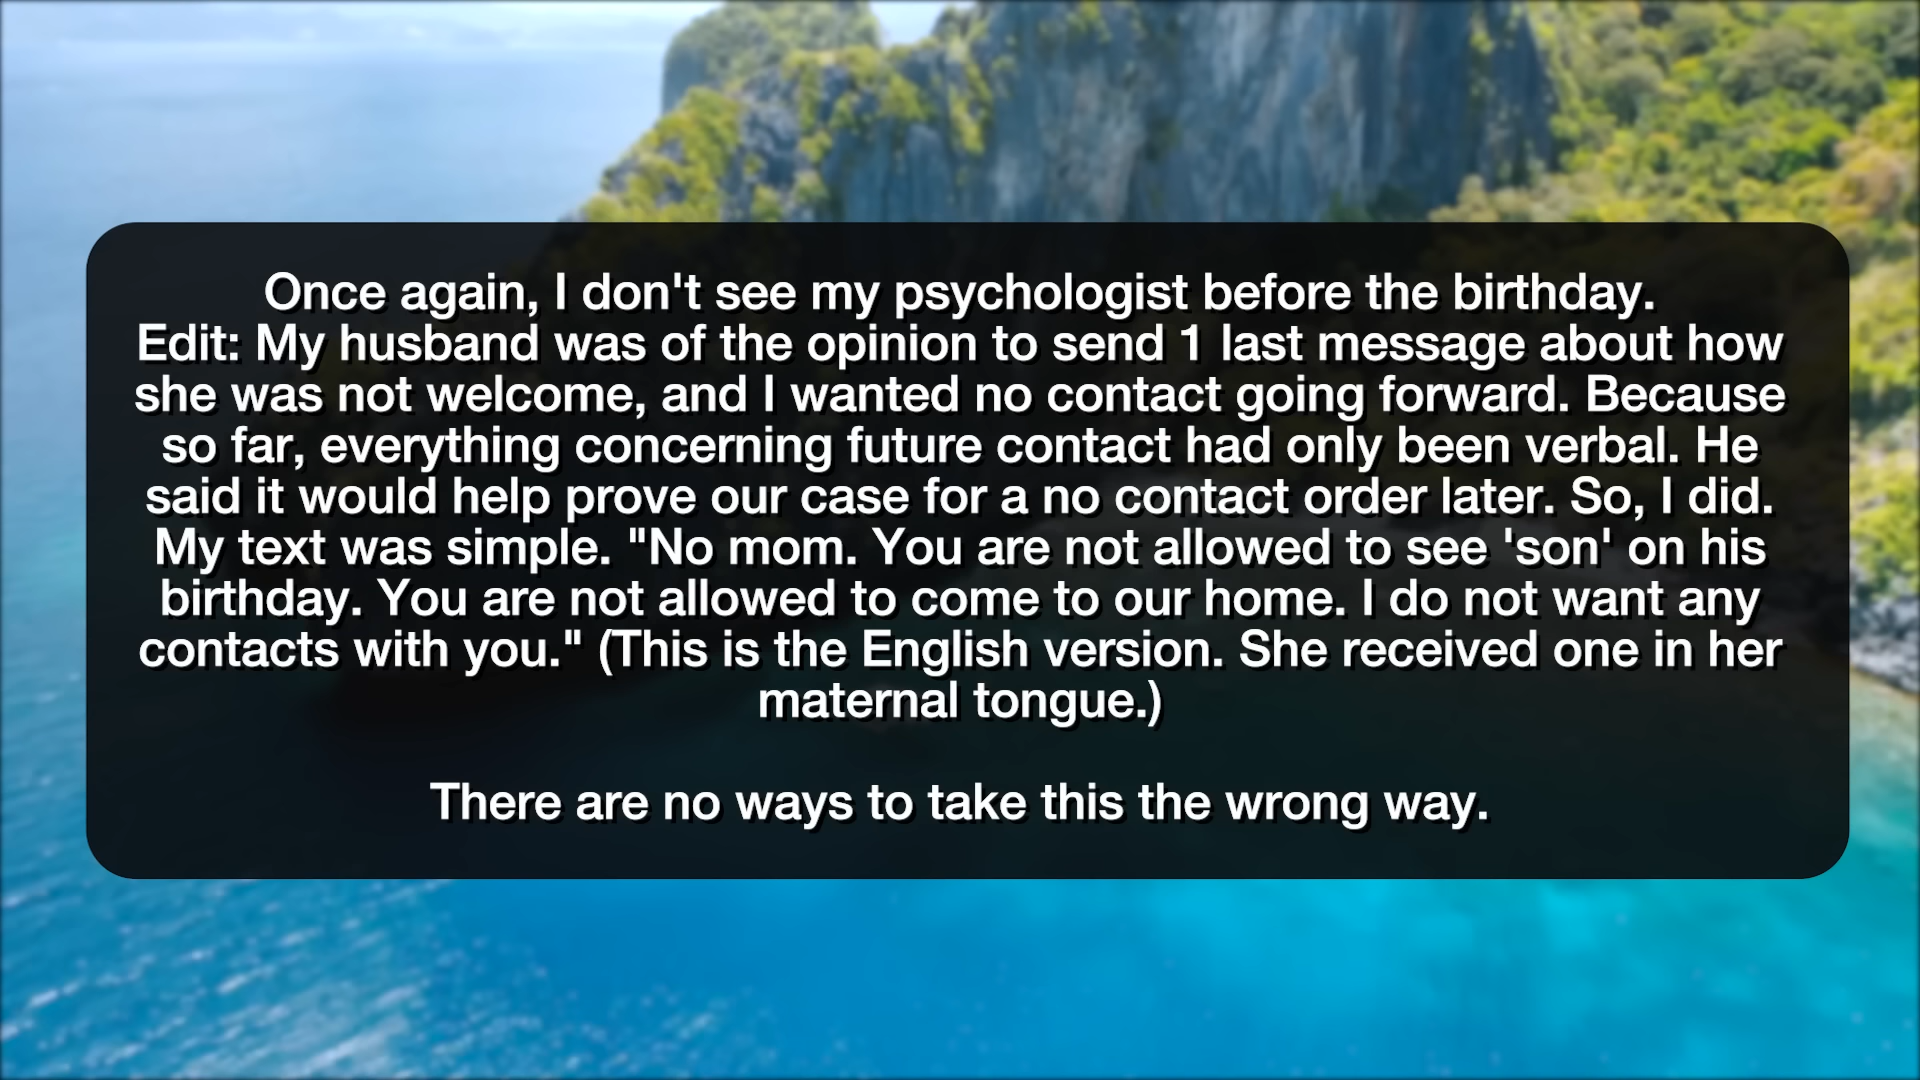 Once again, I don't see my psychologist before the birthday.
Edit: My husband was of the opinion to send 1 last message about how
she was not welcome, and I wanted no contact going forward. Because
so far, everything concerning future contact had only been verbal. He
said it would help prove our case for a no contact order later. So, I did.
My text was simple. "No mom. You are not allowed to see 'son' on his
birthday. You are not allowed to come to our home. I do not want any
contacts with you." (This is the English version. She received one in her
maternal tongue.)
There are no ways to take this the wrong way.